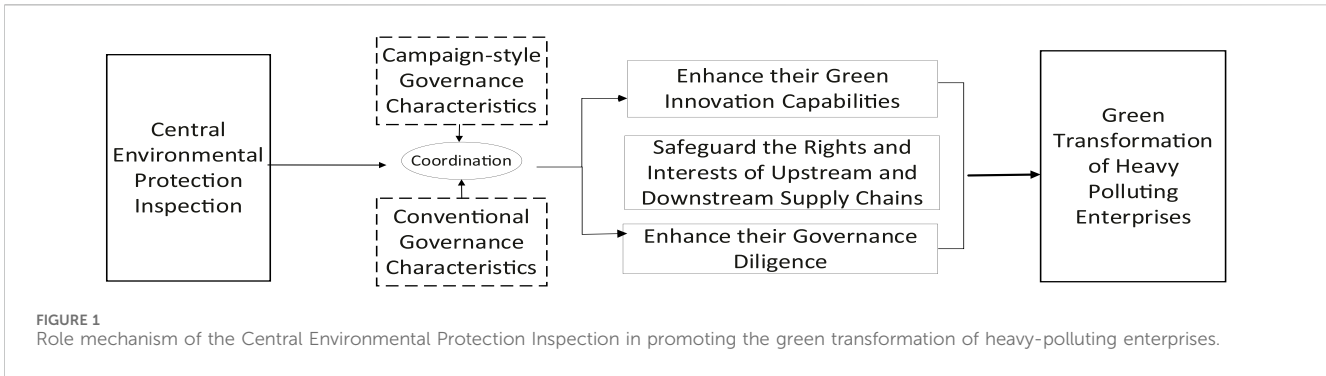 Central
Environmental
Protection
Inspection
Campaign-style
Governance
Characteristics
Coordination
Conventional
Governance
Characteristics
Enhance their Green
Innovation Capabilities
Safeguard the Rights and
Interests of Upstream and
Downstream Supply Chains
Enhance their Governance
Diligence
Green
Transformation
of Heavy
Polluting
Enterprises
FIGURE 1
Role mechanism of the Central Environmental Protection Inspection in promoting the green transformation of heavy-polluting enterprises.